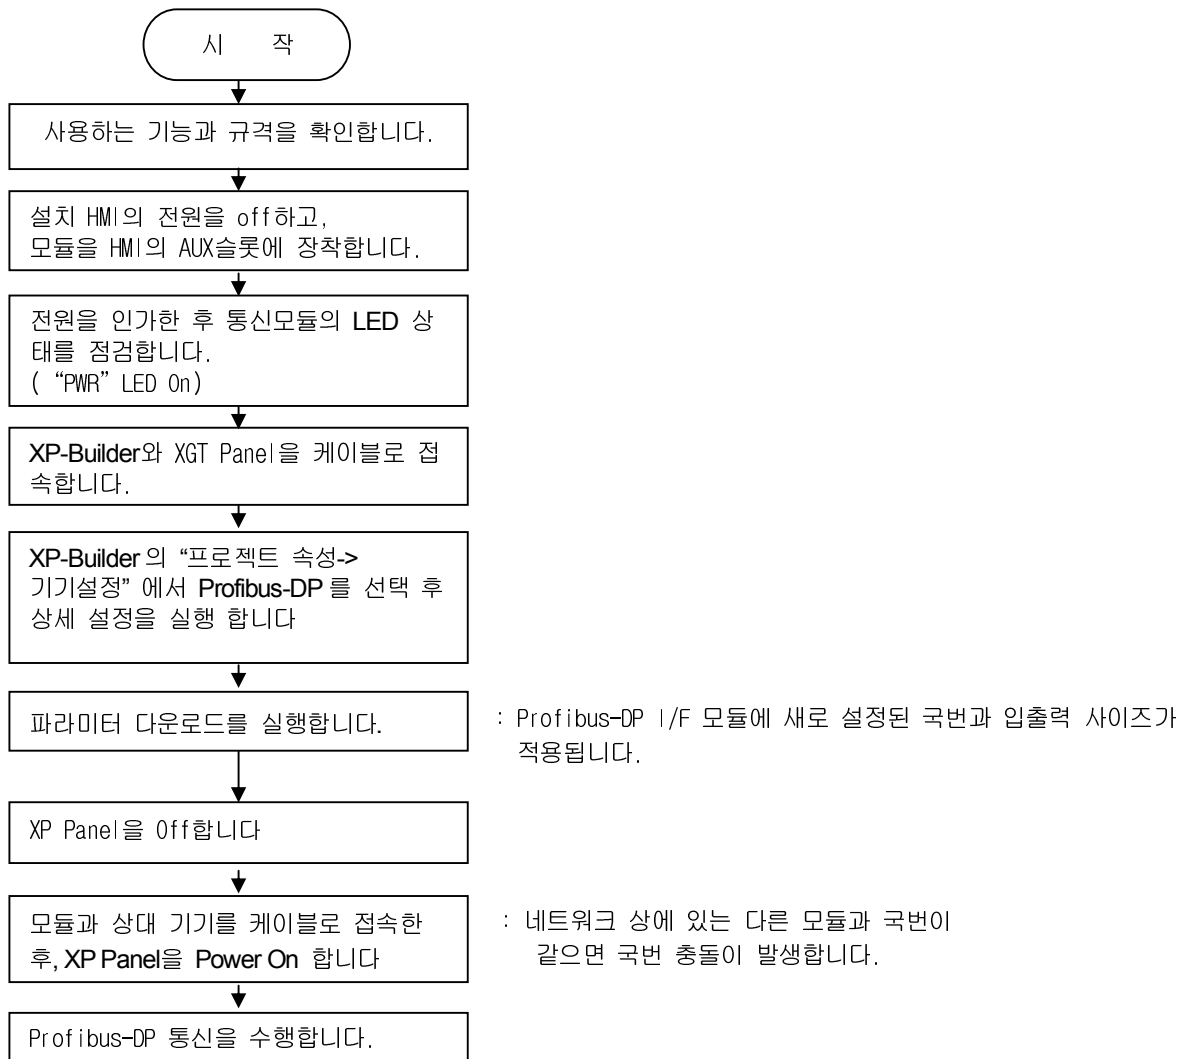 시 작
사용하는 기능과 규격을 확인합니다.
설치 HMI의 전원을 off하고,
모듈을 HMI의 AUX슬롯에 장착합니다.
전원을 인가한 후 통신모듈의 LED 상
태를 점검합니다.
( “PWR” LED On)
XP-Builder와 XGT Panel을 케이블로 접
속합니다.
XP-Builder의 “프로젝트 속성->
기기설정” 에서 Profibus-DP를 선택 후
상세 설정을 실행 합니다
파라미터 다운로드를 실행합니다.
: Profibus-DP I/F 모듈에 새로 설정된 국번과 입출력 사이즈가
적용됩니다.
XP Panel을 Off합니다
모듈과 상대 기기를 케이블로 접속한
후, XP Panel을 Power On 합니다
: 네트워크 상에 있는 다른 모듈과 국번이
같으면 국번 충돌이 발생합니다.
Profibus-DP 통신을 수행합니다.